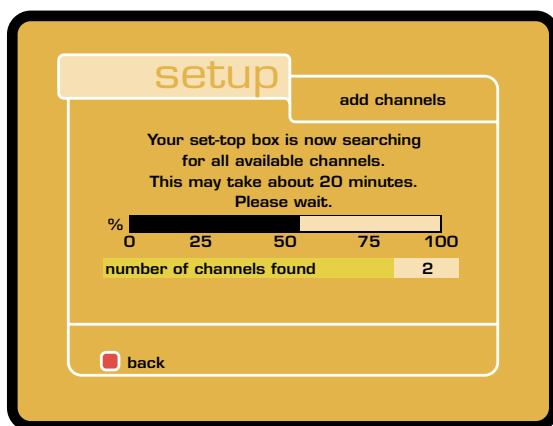 setup
add channels
Your set-top box is now searching
for all available channels.
This may take about 20 minutes.
Please wait.
%
0 25 50 75 100
number of channels found 2
back